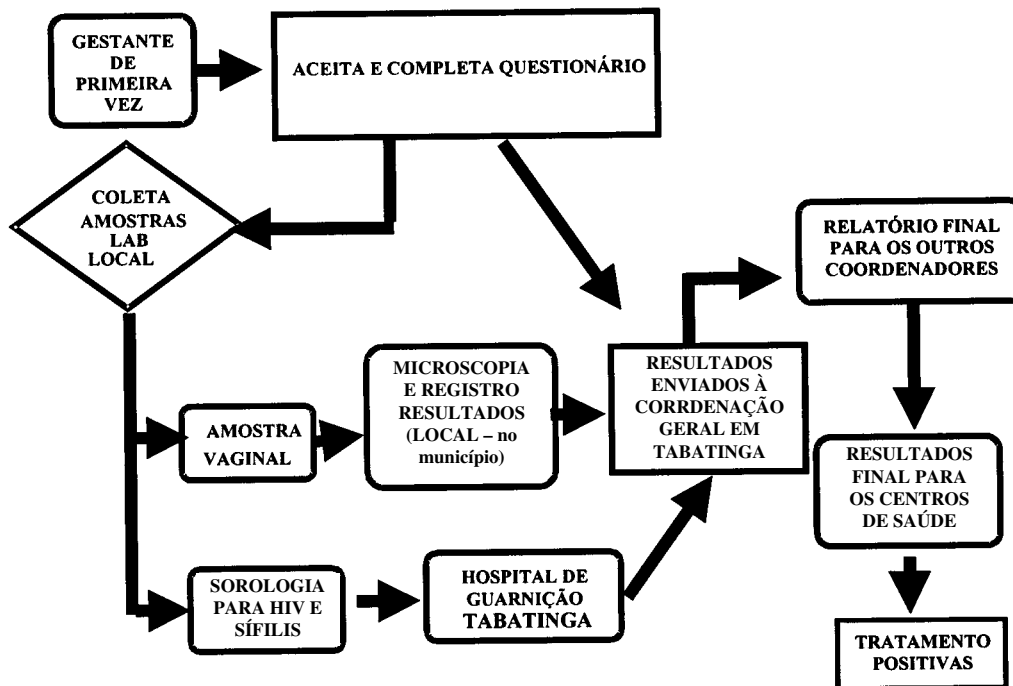 GESTANTE
DE
PRIMEIRA
VEZ
ACEITA E COMPLETA QUESTIONÁRIO
COLETA
AMOSTRAS
LAB
LOCAL
RELATÓRIO FINAL
PARA OS OUTROS
COORDENADORES
MICROSCOPIA
E REGISTRO
RESULTADOS
(LOCAL – no
município)
RESULTADOS
ENVIADOS À
CORRDENAÇÃO
GERAL EM
TABATINGA
AMOSTRA
VAGINAL
RESULTADOS
FINAL PARA
OS CENTROS
DE SAÚDE
SOROLOGIA
PARA HIV E
SÍFILIS
HOSPITAL DE
GUARNIÇÃO
TABATINGA
TRATAMENTO
POSITIVAS